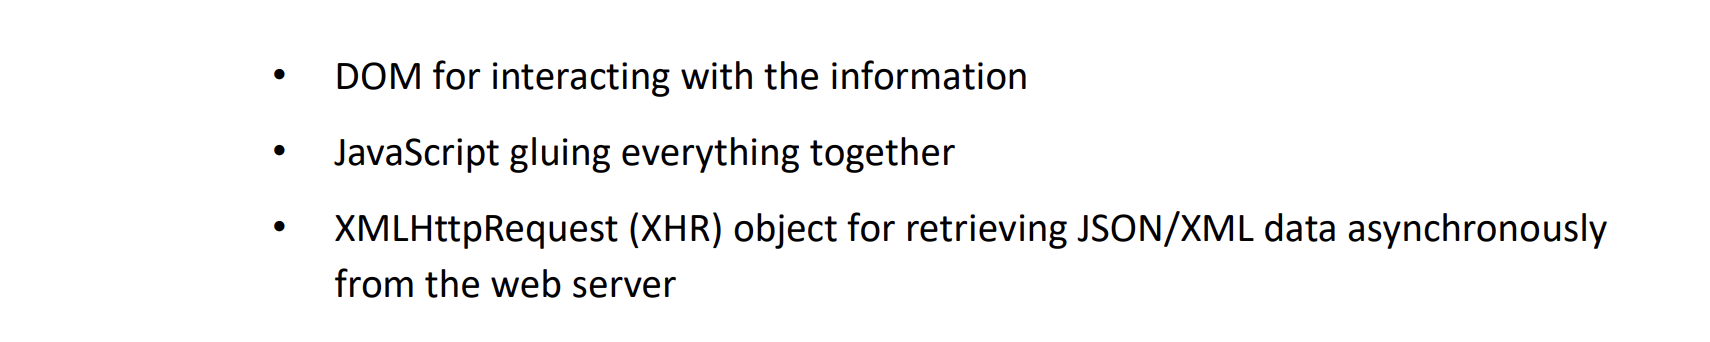 • DOM for interacting with the information
• JavaScript gluing everything together
• XMLHttpRequest (XHR) object for retrieving JSON/XML data asynchronously
from the web server